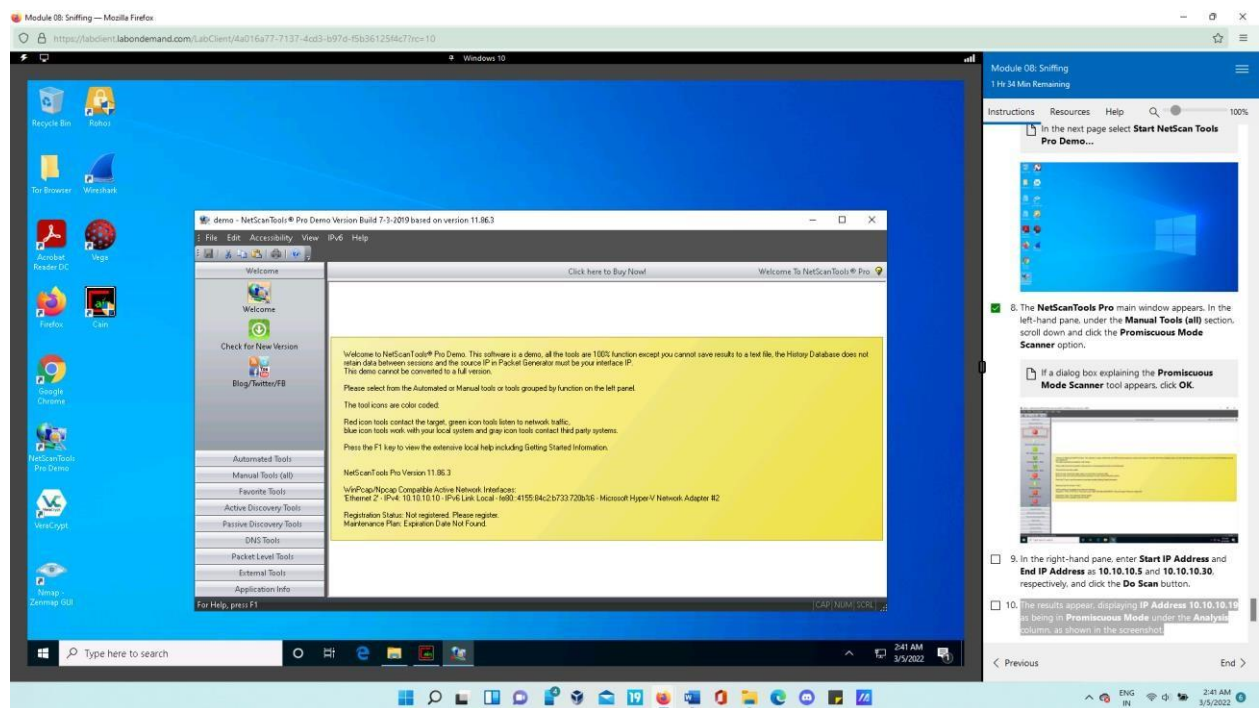 Module 08: Sniffing — Mozilla Firefox
https://labclient.labondemand.com/LabClient/4a016a77-7137-4cd3-b97d-f5b36125f4c7?rc=10
Windows 10
Module 08: Sniffing
1 Hr 34 Min Remaining
Instructions Resources Help 100%
In the next page select Start NetScan Tools
Pro Demo...
Recycle Bin Rohos
Tor Browser Wireshark
Acrobat
Reader DC
Vega
Firefox Cain
Google
Chrome
NetScanTools
Pro Demo
VeraCrypt
Nmap -
Zenmap GUI
demo - NetScanTools® Pro Demo Version Build 7-3-2019 based on version 11.86.3
File Edit Accessibility View IPv6 Help
Welcome
Click here to Buy Now!
Welcome To NetScanTools® Pro
Welcome
Check for New Version
Blog/Twitter/FB
Automated Tools
Manual Tools (all)
Favorite Tools
Active Discovery Tools
Passive Discovery Tools
DNS Tools
Packet Level Tools
External Tools
Application Info
Welcome to NetScanTools® Pro Demo. This software is a demo, all the tools are 100% function except you cannot save results to a text file, the History Database does not
retain data between sessions and the source IP in Packet Generator must be your interface IP.
This demo cannot be converted to a full version.
Please select from the Automated or Manual tools or tools grouped by function on the left panel.
The tool icons are color coded:
Red icon tools contact the target, green icon tools listen to network traffic,
blue icon tools work with your local system and gray icon tools contact third party systems.
Press the F1 key to view the extensive local help including Getting Started Information.
NetScanTools Pro Version 11.86.3
WinPcap/Npcap Compatible Active Network Interfaces:
'Ethernet 2' - IPv4: 10.10.10.10 - IPv6 Link Local - fe80::4155:84c2:b733:720b%6 - Microsoft Hyper-V Network Adapter #2
Registration Status: Not registered. Please register.
Maintenance Plan: Expiration Date Not Found.
For Help, press F1
CAP NUM SCRL
8. The NetScanTools Pro main window appears. In the
left-hand pane, under the Manual Tools (all) section,
scroll down and click the Promiscuous Mode
Scanner option.
If a dialog box explaining the Promiscuous
Mode Scanner tool appears, click OK.
9. In the right-hand pane, enter Start IP Address and
End IP Address as 10.10.10.5 and 10.10.10.30,
respectively, and click the Do Scan button.
10. The results appear, displaying IP Address 10.10.10.19
as being in Promiscuous Mode under the Analysis
column, as shown in the screenshot.
Previous End
Type here to search
2:41 AM
3/5/2022
19
ENG
IN
2:41 AM
3/5/2022